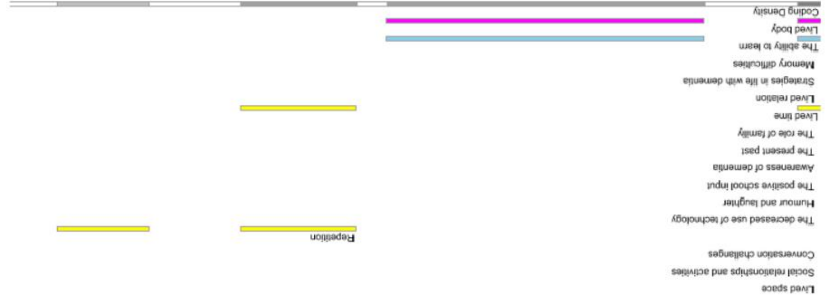 Lived space
Social relationships and activities
Conversation challenges
Repetition
The decreased use of technology
Humour and laughter
The positive school input
Awareness of dementia
The present past
The role of family
Lived time
Lived relation
Strategies in life with dementia
Memory difficulties
The ability to learn
Lived body
Coding Density